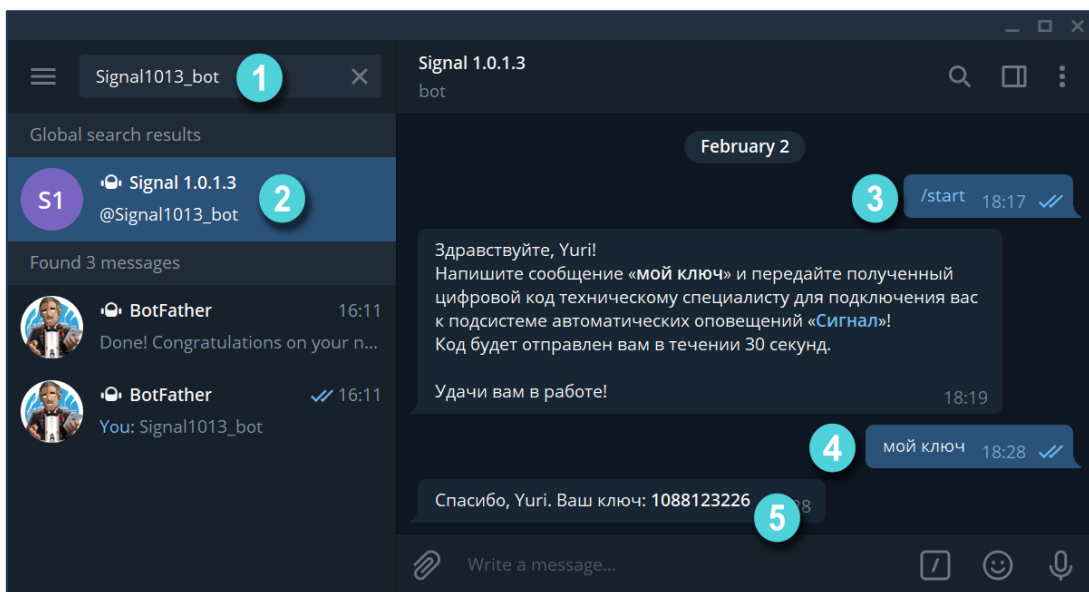 Signal1013_bot
1
Global search results
S1
Signal 1.0.1.3
@Signal1013_bot
2
Found 3 messages
BotFather 16:11
Done! Congratulations on your n...
BotFather 16:11
You: Signal1013_bot
Signal 1.0.1.3
bot
February 2
3
/start 18:17
Здравствуйте, Yuri!
Напишите сообщение «мой ключ» и передайте полученный
цифровой код техническому специалисту для подключения вас
к подсистеме автоматических оповещений «Сигнал»!
Код будет отправлен вам в течении 30 секунд.
Удачи вам в работе!
18:19
4
мой ключ 18:28
Спасибо, Yuri. Ваш ключ: 1088123226
5
Write a message...